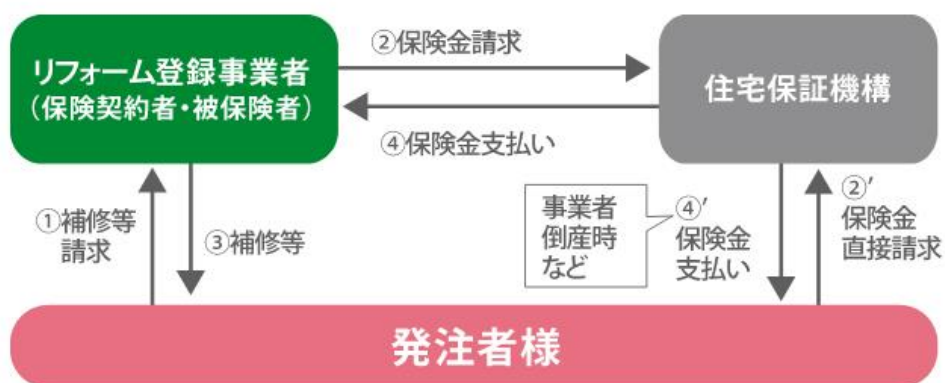 リフォーム登録事業者
（保険契約者・被保険者）
②保険金請求
④保険金支払い
住宅保証機構
①補修等
請求
③補修等
事業者
倒産時
など
④′
保険金
支払い
②′
保険金
直接請求
発注者様